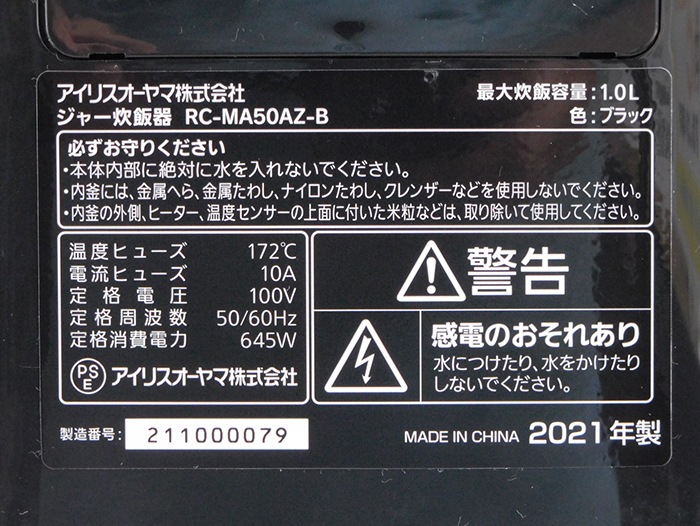 アイリスオーヤマ株式会社 最大炊飯容量:1.0L
ジャー炊飯器 RC-MA50AZ-B 色:ブラック
必ずお守りください
・本体内部に絶対に水を入れないでください。
・内釜には、金属へら、金属たわし、ナイロンたわし、クレンザーなどを使用しないでください。
・内釜の外側、ヒーター、温度センサーの上面に付いた米粒などは、取り除いて使用してください。
温度ヒューズ 172℃
電流ヒューズ 10A
定格電圧 100V
定格周波数 50/60Hz
定格消費電力 645W
PSE アイリスオーヤマ株式会社
警告
感電のおそれあり
水につけたり、水をかけたり
しないでください。
製造番号: 211000079 MADE IN CHINA 2021年製